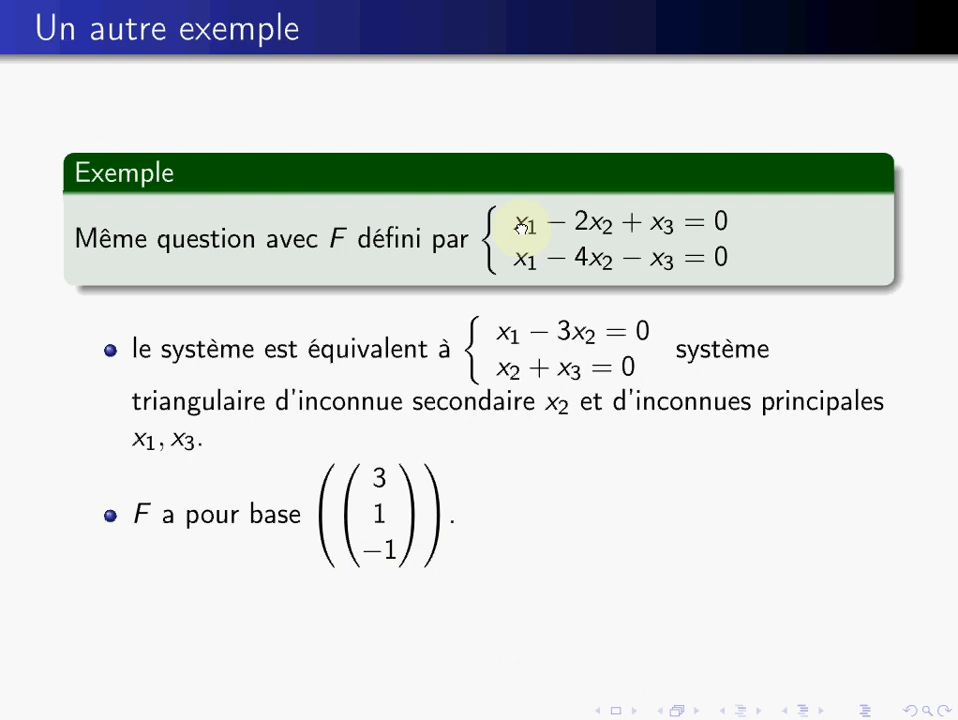 Un autre exemple
Exemple
Même question avec F défini par { x₁ − 2x₂ + x₃ = 0
x₁ − 4x₂ − x₃ = 0
le système est équivalent à { x₁ − 3x₂ = 0
x₂ + x₃ = 0 système
triangulaire d'inconnue secondaire x₂ et d'inconnues principales
x₁, x₃.
F a pour base ((3
1
−1)).